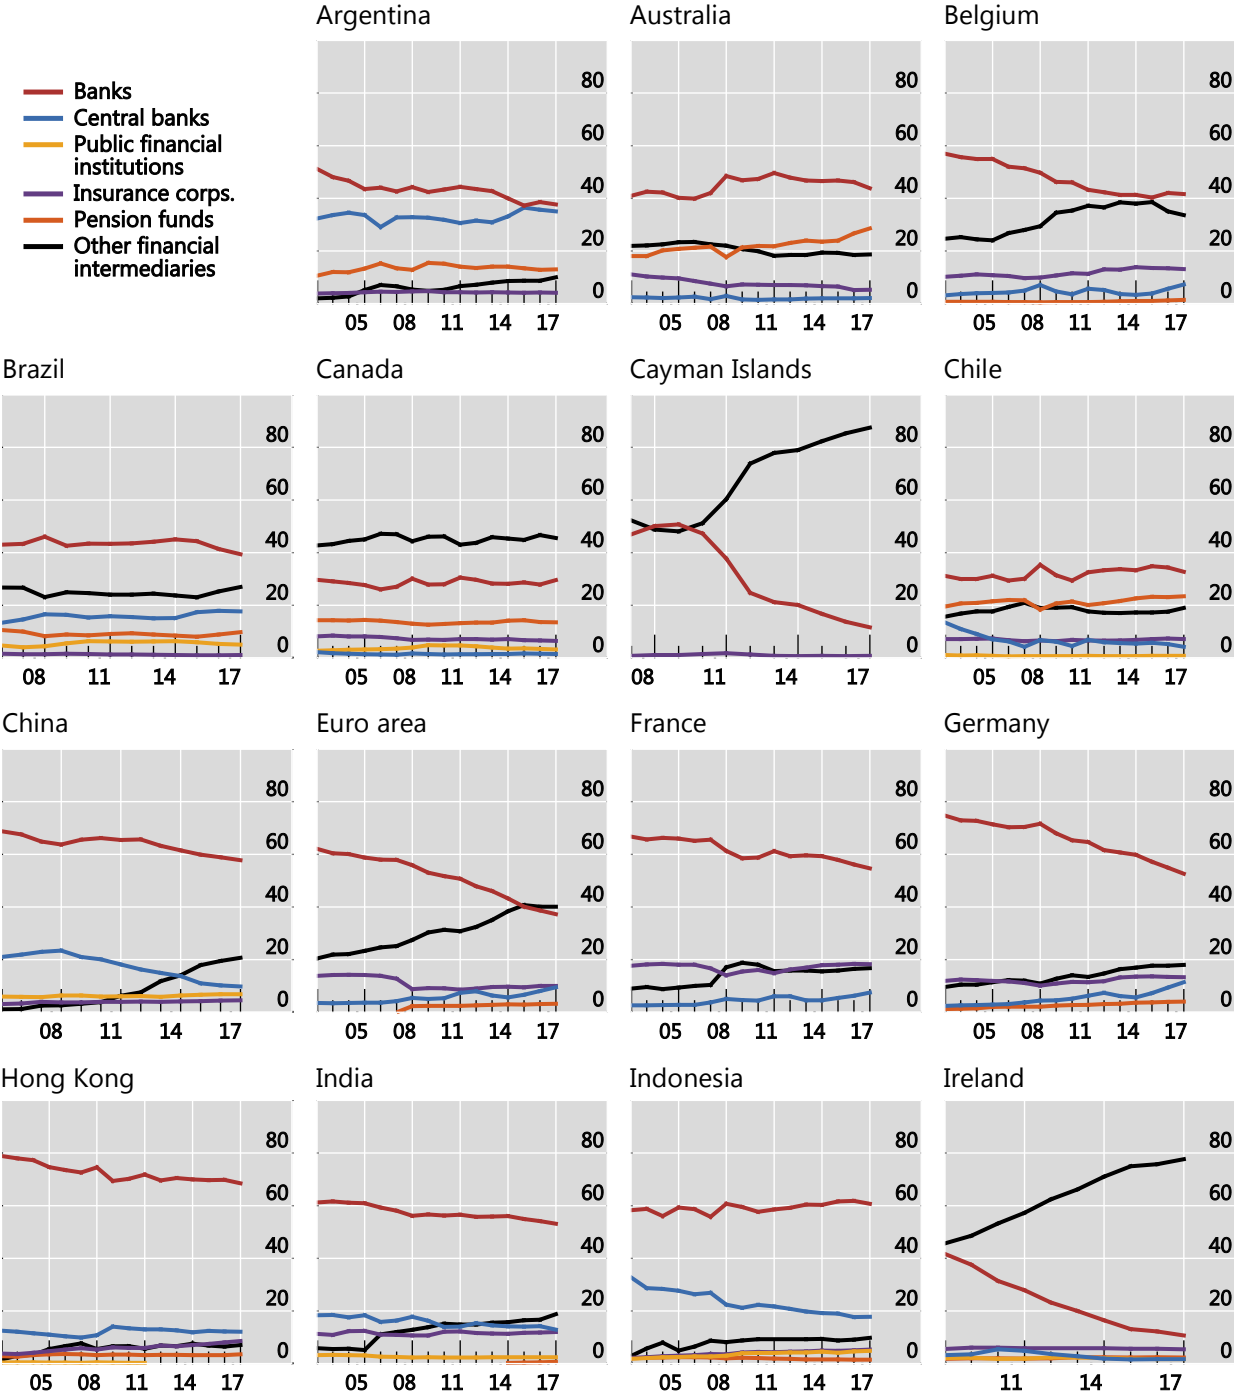 Argentina
Australia
Belgium
Banks
Central banks
Public financial
institutions
Insurance corps.
Pension funds
Other financial
intermediaries
80
60
40
20
0
05 08 11 14 17
80
60
40
20
0
05 08 11 14 17
80
60
40
20
0
05 08 11 14 17
Brazil
Canada
Cayman Islands
Chile
80
60
40
20
0
08 11 14 17
80
60
40
20
0
05 08 11 14 17
80
60
40
20
0
08 11 14 17
80
60
40
20
0
05 08 11 14 17
China
Euro area
France
Germany
80
60
40
20
0
08 11 14 17
80
60
40
20
0
05 08 11 14 17
80
60
40
20
0
05 08 11 14 17
80
60
40
20
0
05 08 11 14 17
Hong Kong
India
Indonesia
Ireland
80
60
40
20
0
05 08 11 14 17
80
60
40
20
0
05 08 11 14 17
80
60
40
20
0
05 08 11 14 17
80
60
40
20
0
11 14 17